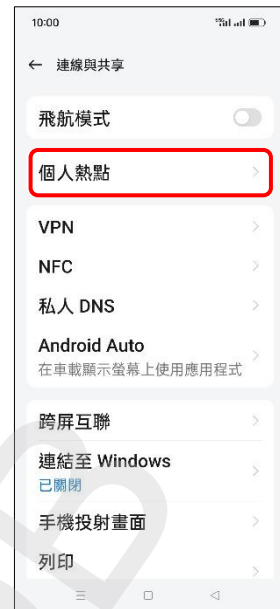 10:00
← 連線與共享
飛航模式
個人熱點
VPN
NFC
私人 DNS
Android Auto
在車載顯示螢幕上使用應用程式
跨屏互聯
連結至 Windows
已關閉
手機投射畫面
列印